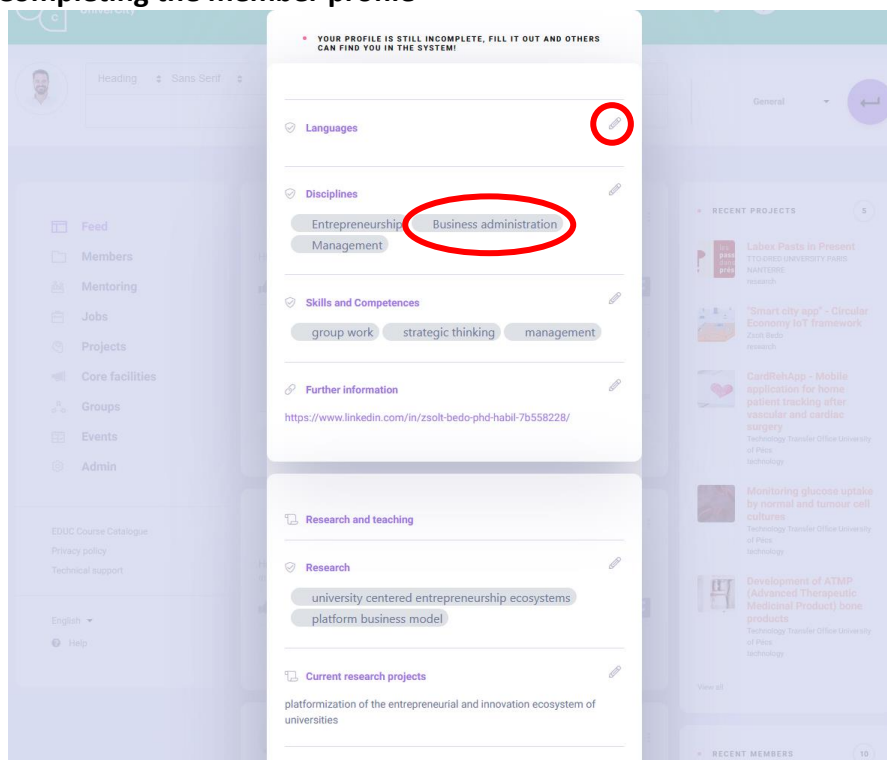 Completing the member profile
University
c
YOUR PROFILE IS STILL INCOMPLETE, FILL IT OUT AND OTHERS
CAN FIND YOU IN THE SYSTEM!
Heading
Sans Serif
General
Languages
Disciplines
Entrepreneurship
Business administration
Management
Skills and Competences
group work
strategic thinking
management
Further information
https://www.linkedin.com/in/zsolt-bedo-phd-habil-7b558228/
Research and teaching
Research
university centered entrepreneurship ecosystems
platform business model
Current research projects
platformization of the entrepreneurial and innovation ecosystem of
universities
Feed
Members
Mentoring
Jobs
Projects
Core facilities
Groups
Events
Admin
EDUC Course Catalogue
Privacy policy
Technical support
English
Help
RECENT PROJECTS
5
Labex Pasts in Present
TTO-DRED UNIVERSITY PARIS
NANTERRE
research
"Smart city app" - Circular
Economy IoT framework
Zsolt Bedo
research
CardRehApp - Mobile
application for home
patient tracking after
vascular and cardiac
surgery
Technology Transfer Office University
of Pécs
technology
Monitoring glucose uptake
by normal and tumour cell
cultures
Technology Transfer Office University
of Pécs
technology
Development of ATMP
(Advanced Therapeutic
Medicinal Product) bone
products
Technology Transfer Office University
of Pécs
technology
View all
RECENT MEMBERS
10